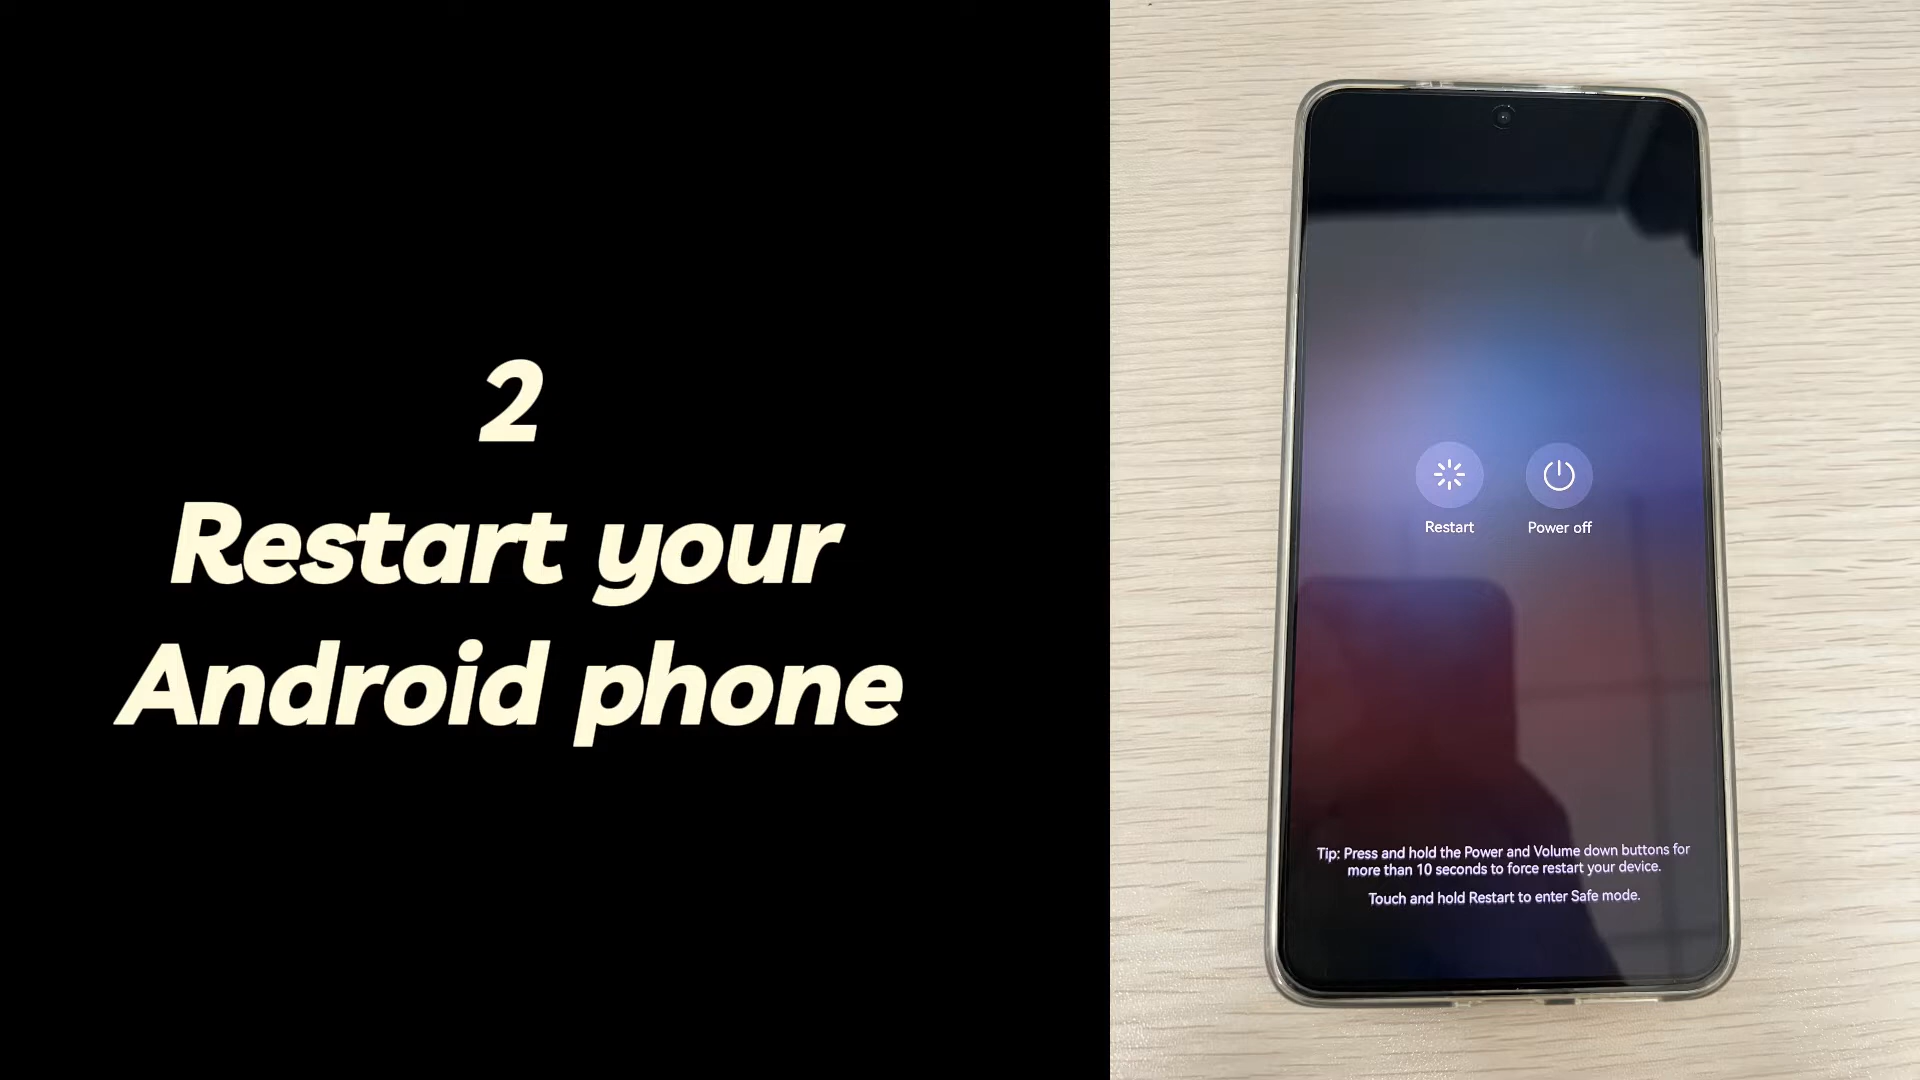 2
Restart your
Android phone
Restart
Power off
Tip: Press and hold the Power and Volume down buttons for
more than 10 seconds to force restart your device.
Touch and hold Restart to enter Safe mode.